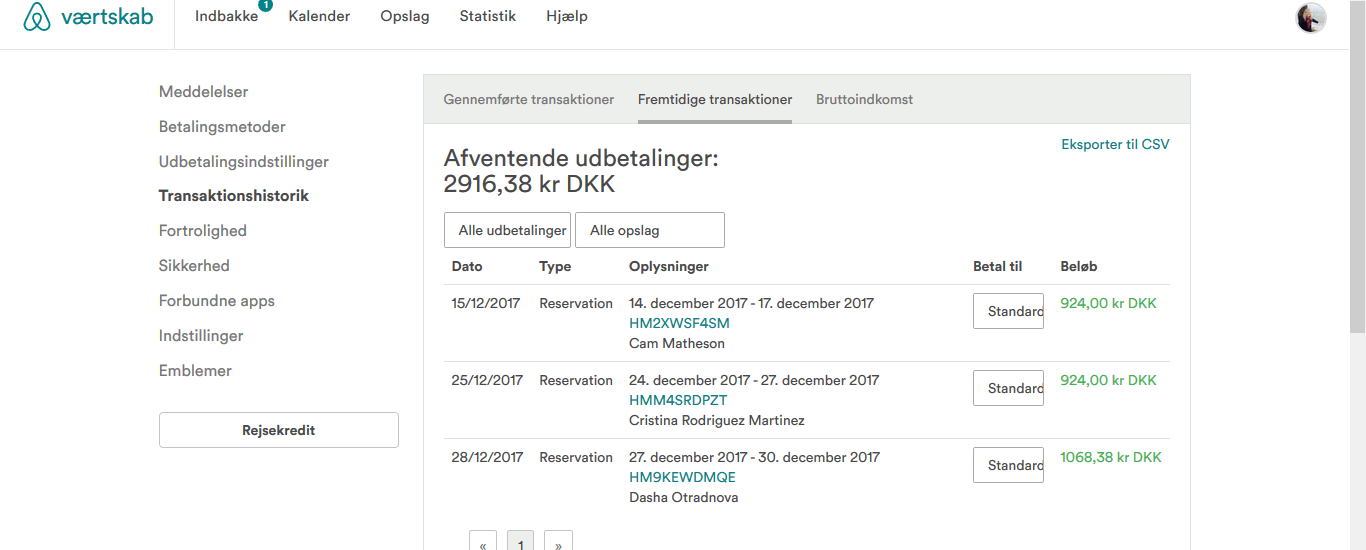 værtskab
Indbakke 1 Kalender Opslag Statistik Hjælp
Meddelelser
Betalingsmetoder
Udbetalingsindstillinger
Transaktionshistorik
Fortrolighed
Sikkerhed
Forbundne apps
Indstillinger
Emblemer
Rejsekredit
Gennemførte transaktioner Fremtidige transaktioner Bruttoindkomst
Eksporter til CSV
Afventende udbetalinger:
2916,38 kr DKK
Alle udbetalinger Alle opslag
Dato Type Oplysninger Betal til Beløb
15/12/2017 Reservation 14. december 2017 - 17. december 2017 Standard 924,00 kr DKK
HM2XWSF4SM
Cam Matheson
25/12/2017 Reservation 24. december 2017 - 27. december 2017 Standard 924,00 kr DKK
HMM4SRDPZT
Cristina Rodriguez Martinez
28/12/2017 Reservation 27. december 2017 - 30. december 2017 Standard 1068,38 kr DKK
HM9KEWDMQE
Dasha Otradnova
« 1 »